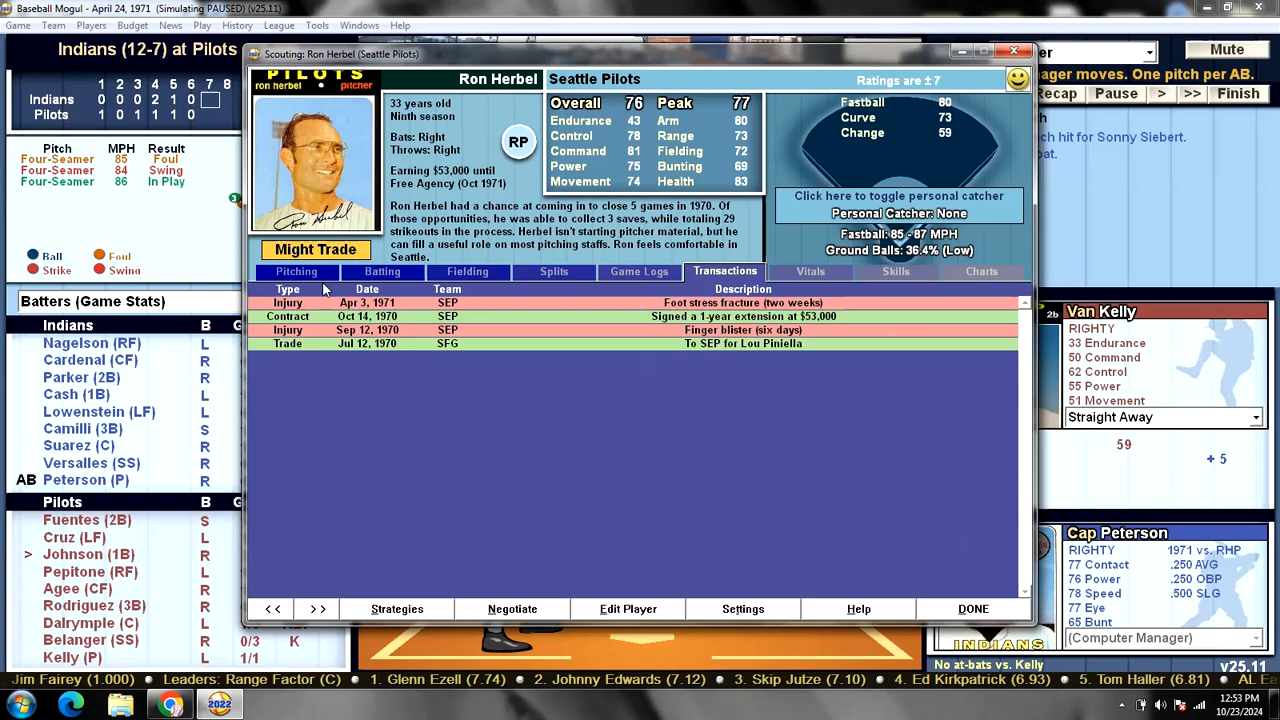 Baseball Mogul - April 24, 1971 (Simulating PAUSED) (v25.11)
Game Team Players Budget News Play History League Tools Windows Help
Indians (12-7) at Pilots
1 2 3 4 5 6 7 8
Indians 0 0 0 2 1 0
Pilots 1 0 1 1 1 0
Pitch MPH Result
Four-Seamer 85 Foul
Four-Seamer 84 Swing
Four-Seamer 86 In Play
3
Ball Foul
Strike Swing
Batters (Game Stats)
Indians B
Nagelson (RF) L
Cardenal (CF) R
Parker (2B) R
Cash (1B) L
Lowenstein (LF) L
Camilli (3B) S
Suarez (C) R
Versalles (SS) R
AB Peterson (P) R
Pilots B
Fuentes (2B) S
Cruz (LF) L
> Johnson (1B) R
Pepitone (RF) L
Agee (CF) R
Rodriguez (3B) R
Dalrymple (C) L
Belanger (SS) R 0/3 K
Kelly (P) L 1/1
Scouting: Ron Herbel (Seattle Pilots)
PILOTS
ron herbel • pitcher
Ron Herbel
Might Trade
Ron Herbel
33 years old
Ninth season
Bats: Right
Throws: Right
Earning $53,000 until
Free Agency (Oct 1971)
RP
Seattle Pilots
Ratings are ± 7
Overall 76 Peak 77
Endurance 43 Arm 80
Control 78 Range 73
Command 81 Fielding 72
Power 75 Bunting 69
Movement 74 Health 83
Ron Herbel had a chance at coming in to close 5 games in 1970. Of
those opportunities, he was able to collect 3 saves, while totaling 29
strikeouts in the process. Herbel isn't starting pitcher material, but he
can fill a useful role on most pitching staffs. Ron feels comfortable in
Seattle.
Fastball 80
Curve 73
Change 59
Click here to toggle personal catcher
Personal Catcher: None
Fastball: 85 - 87 MPH
Ground Balls: 36.4% (Low)
Pitching Batting Fielding Splits Game Logs Transactions Vitals Skills Charts
Type Date Team Description
Injury Apr 3, 1971 SEP Foot stress fracture (two weeks)
Contract Oct 14, 1970 SEP Signed a 1-year extension at $53,000
Injury Sep 12, 1970 SEP Finger blister (six days)
Trade Jul 12, 1970 SFG To SEP for Lou Piniella
<< >> Strategies Negotiate Edit Player Settings Help DONE
Mute
nager moves. One pitch per AB.
Recap Pause > >> Finish
ch hit for Sonny Siebert.
2b Van Kelly
RIGHTY
33 Endurance
50 Command
62 Control
55 Power
51 Movement
Straight Away
59
+ 5
Cap Peterson
RIGHTY 1971 vs. RHP
77 Contact .250 AVG
76 Power .250 OBP
78 Speed .500 SLG
77 Eye
65 Bunt
(Computer Manager)
INDIANS
No at-bats vs. Kelly
v25.11
Jim Fairey (1.000) • Leaders: Range Factor (C) • 1. Glenn Ezell (7.74) • 2. Johnny Edwards (7.12) • 3. Skip Jutze (7.10) • 4. Ed Kirkpatrick (6.93) • 5. Tom Haller (6.81) • AL Ea
2022
12:53 PM
10/23/2024